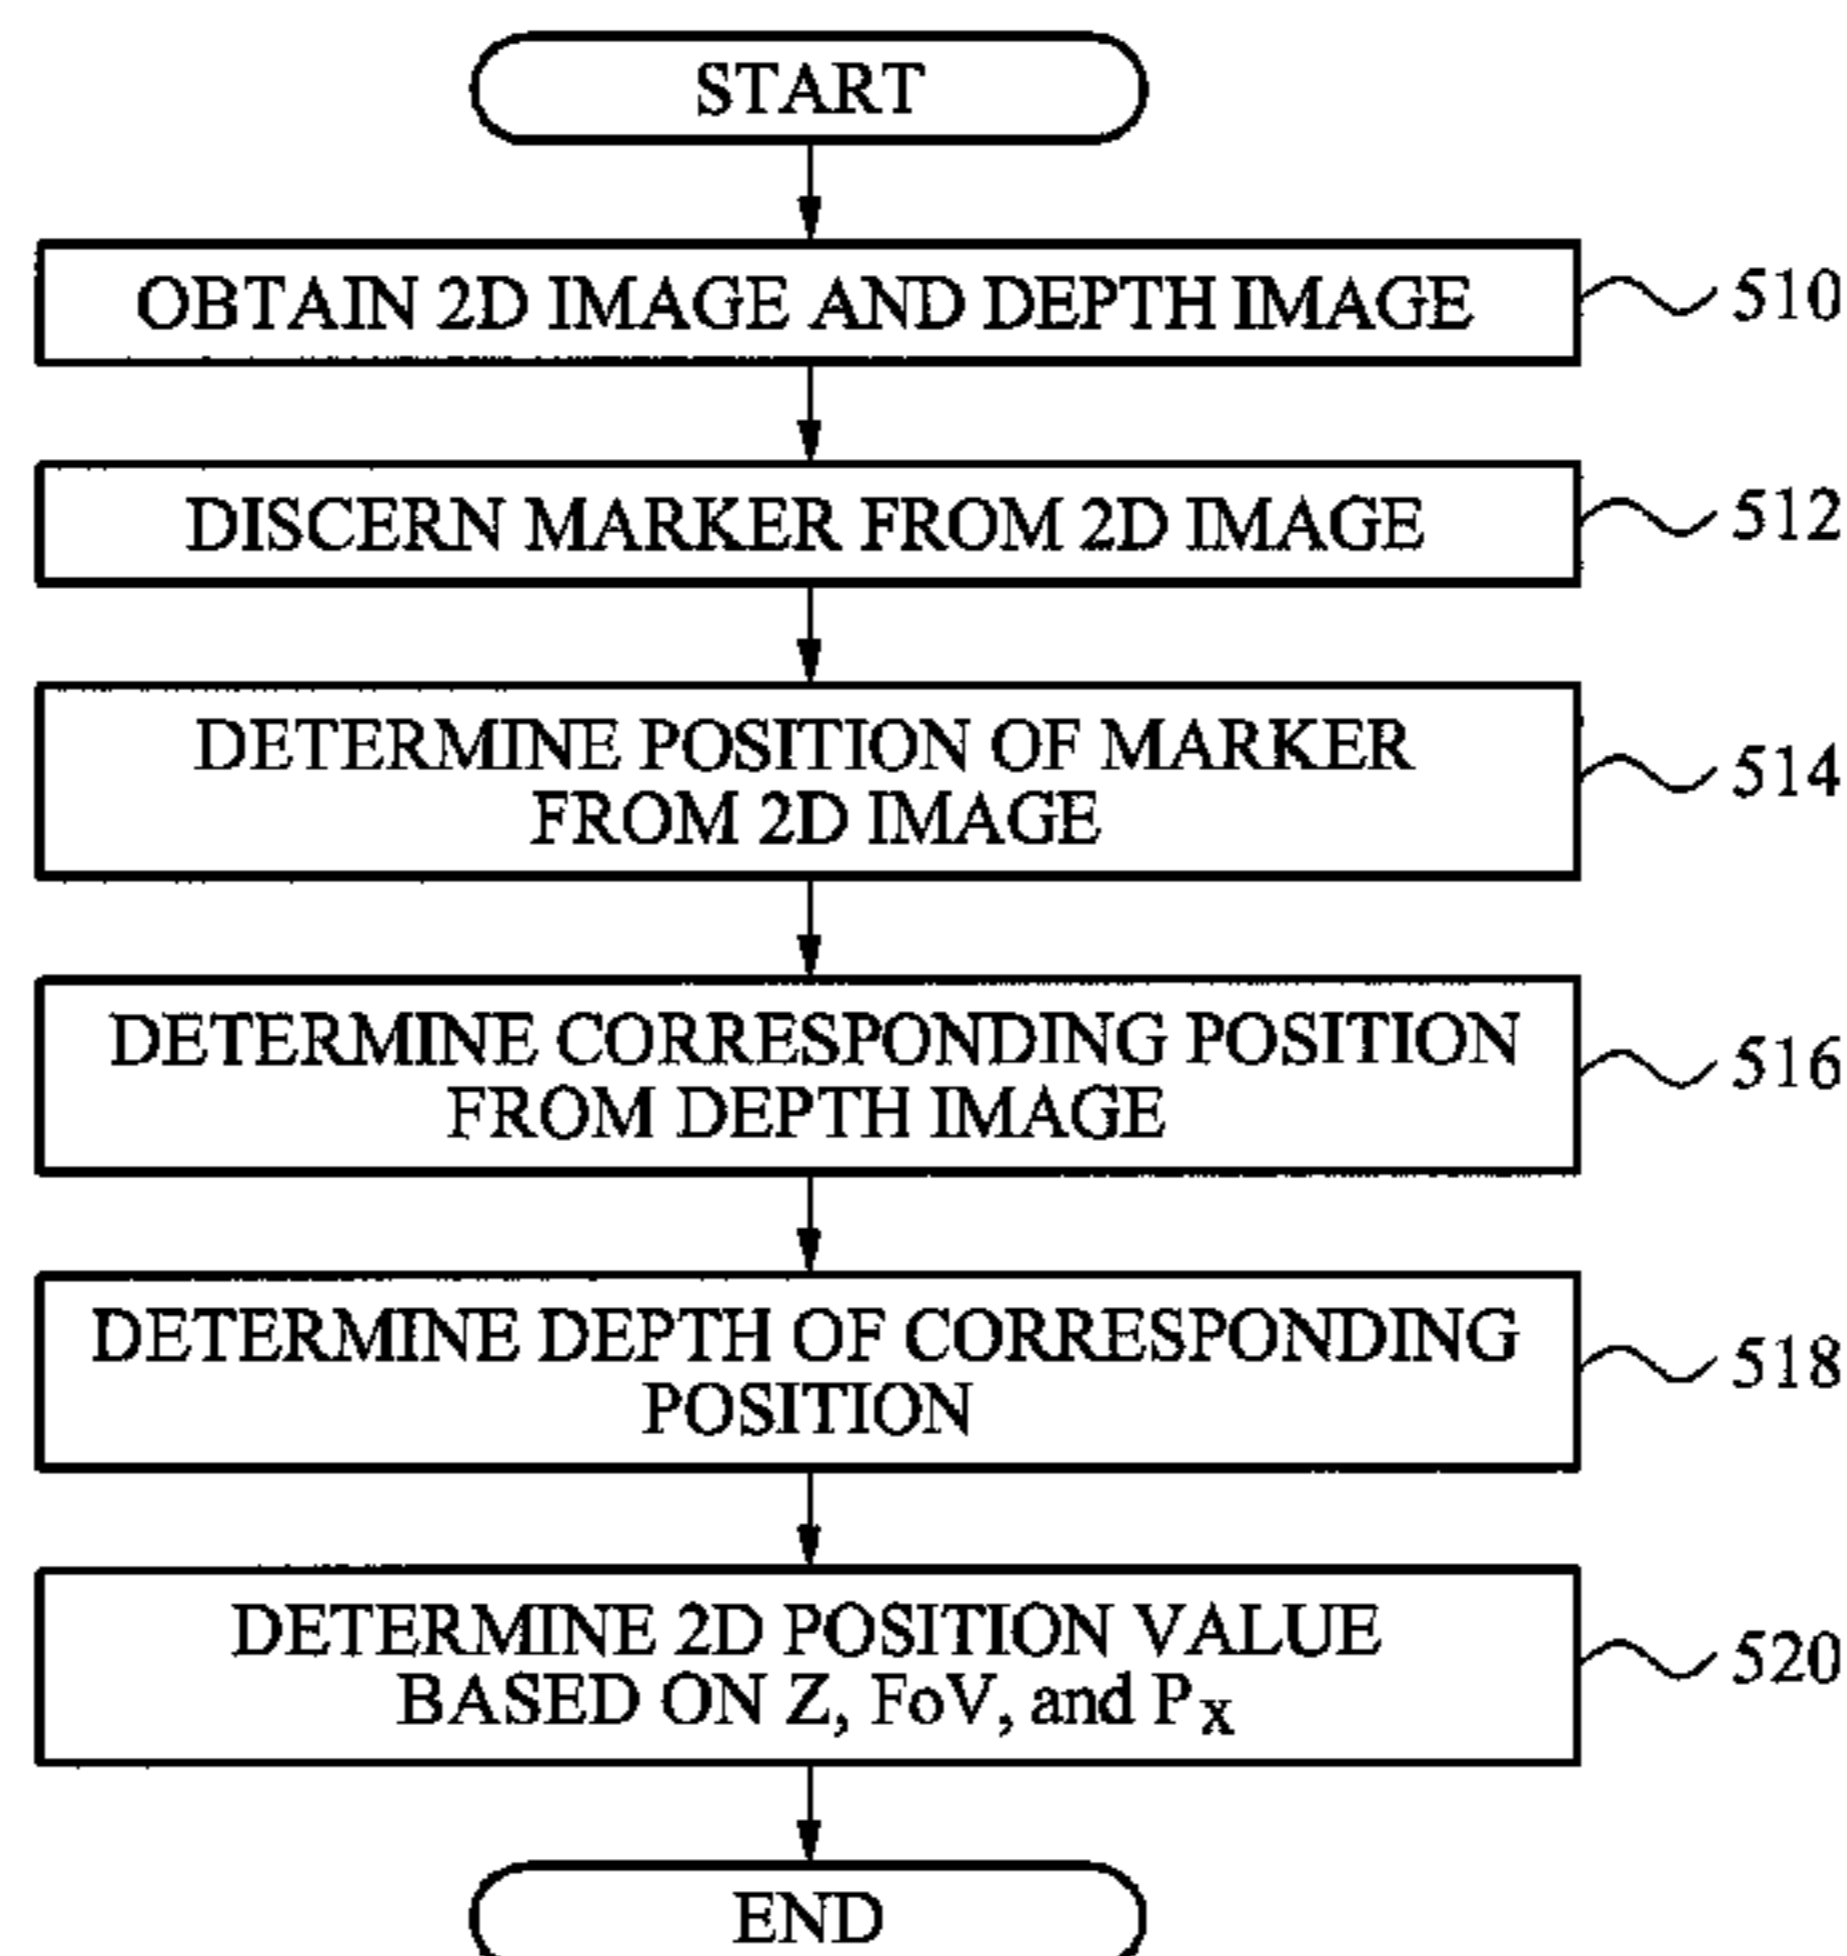 START
OBTAIN 2D IMAGE AND DEPTH IMAGE
510
DISCERN MARKER FROM 2D IMAGE
512
DETERMINE POSITION OF MARKER
FROM 2D IMAGE
514
DETERMINE CORRESPONDING POSITION
FROM DEPTH IMAGE
516
DETERMINE DEPTH OF CORRESPONDING
POSITION
518
DETERMINE 2D POSITION VALUE
BASED ON Z, FoV, and Px
520
END